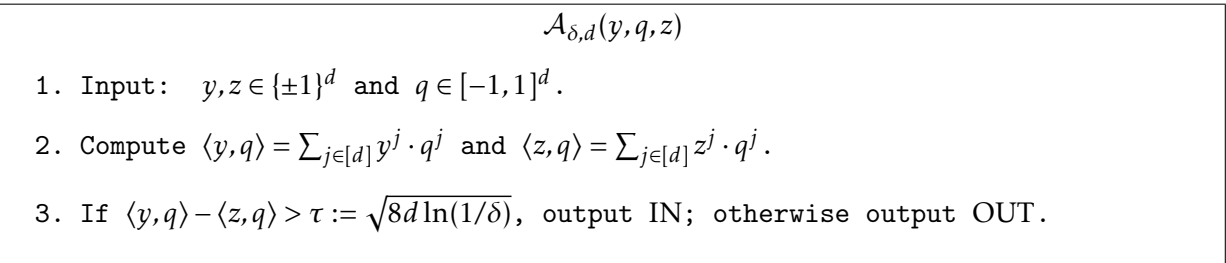 𝒜_{δ,d}(y,q,z)
1. Input: y,z ∈ {±1}^d and q ∈ [−1,1]^d.
2. Compute ⟨y,q⟩ = ∑_{j∈[d]} y^j · q^j and ⟨z,q⟩ = ∑_{j∈[d]} z^j · q^j.
3. If ⟨y,q⟩ − ⟨z,q⟩ > τ := √(8d ln(1/δ)), output IN; otherwise output OUT.